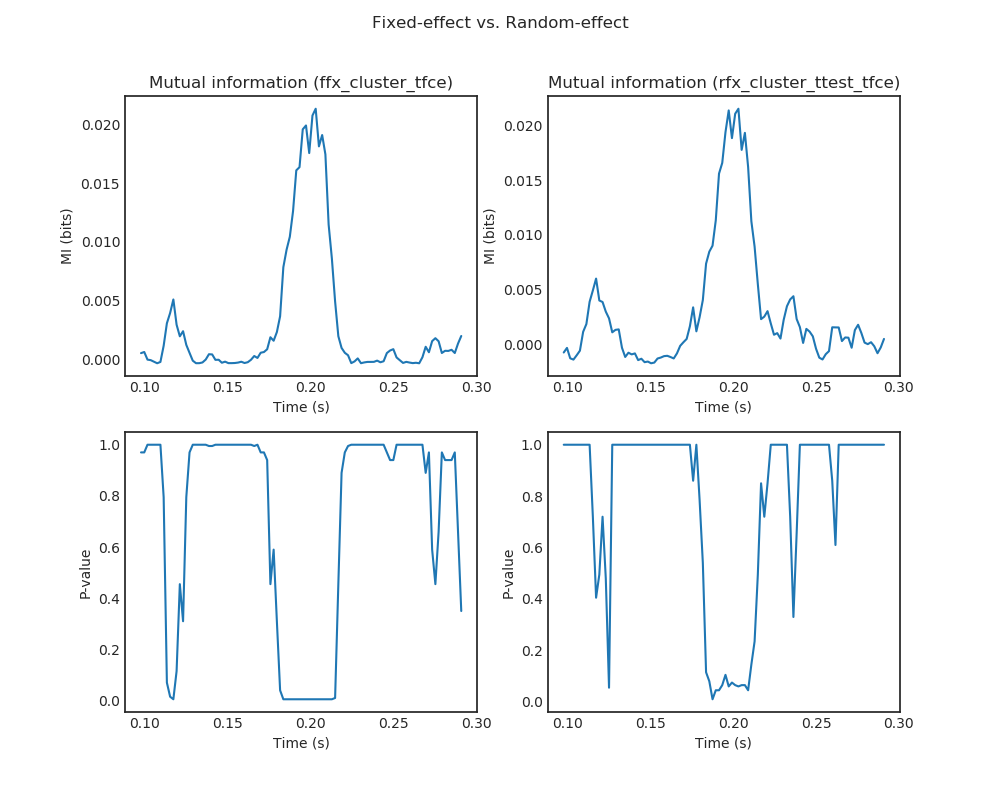 Fixed-effect vs. Random-effect
Mutual information (ffx_cluster_tfce)
MI (bits)
0.020
0.015
0.010
0.005
0.000
0.10 0.15 0.20 0.25 0.30
Time (s)
Mutual information (rfx_cluster_ttest_tfce)
MI (bits)
0.020
0.015
0.010
0.005
0.000
0.10 0.15 0.20 0.25 0.30
Time (s)
P-value
1.0
0.8
0.6
0.4
0.2
0.0
0.10 0.15 0.20 0.25 0.30
Time (s)
P-value
1.0
0.8
0.6
0.4
0.2
0.0
0.10 0.15 0.20 0.25 0.30
Time (s)